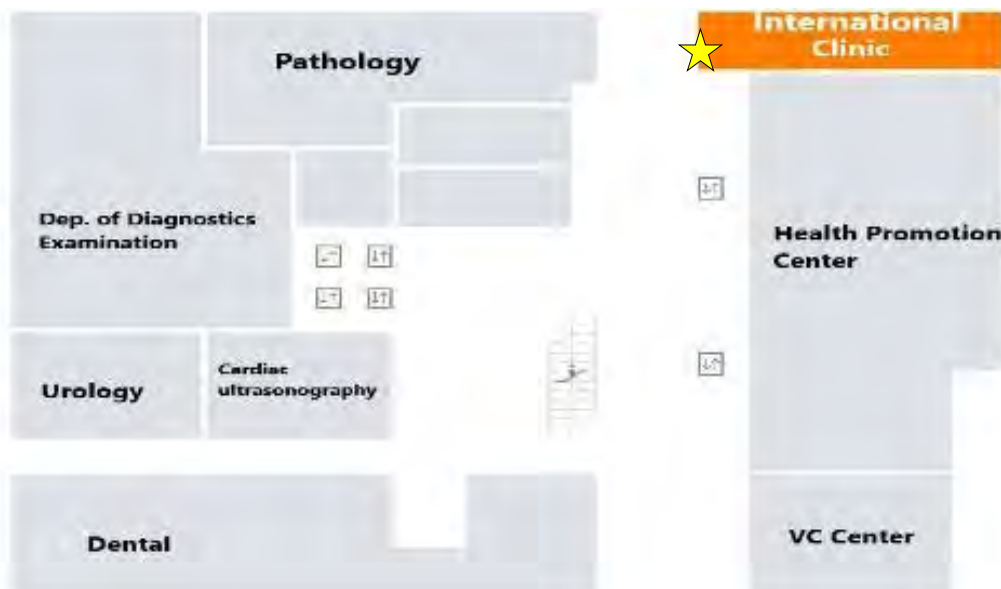 International
Clinic
Pathology
Dep. of Diagnostics
Examination
Health Promotion
Center
Cardiac
ultrasonography
Urology
VC Center
Dental